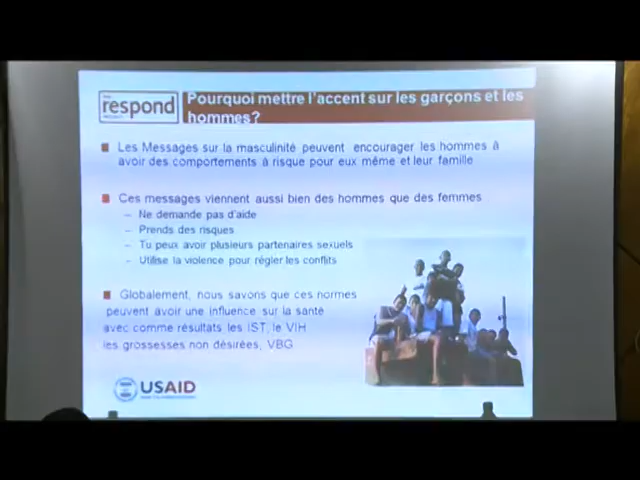 respond
Pourquoi mettre l'accent sur les garçons et les
hommes?
Les Messages sur la masculinité peuvent encourager les hommes à
avoir des comportements à risque pour eux même et leur famille
Ces messages viennent aussi bien des hommes que des femmes
– Ne demande pas d'aide
– Prends des risques
– Tu peux avoir plusieurs partenaires sexuels
– Utilise la violence pour régler les conflits
Globalement, nous savons que ces normes
peuvent avoir une influence sur la santé
avec comme résultats les IST, le VIH
les grossesses non désirées, VBG
USAID